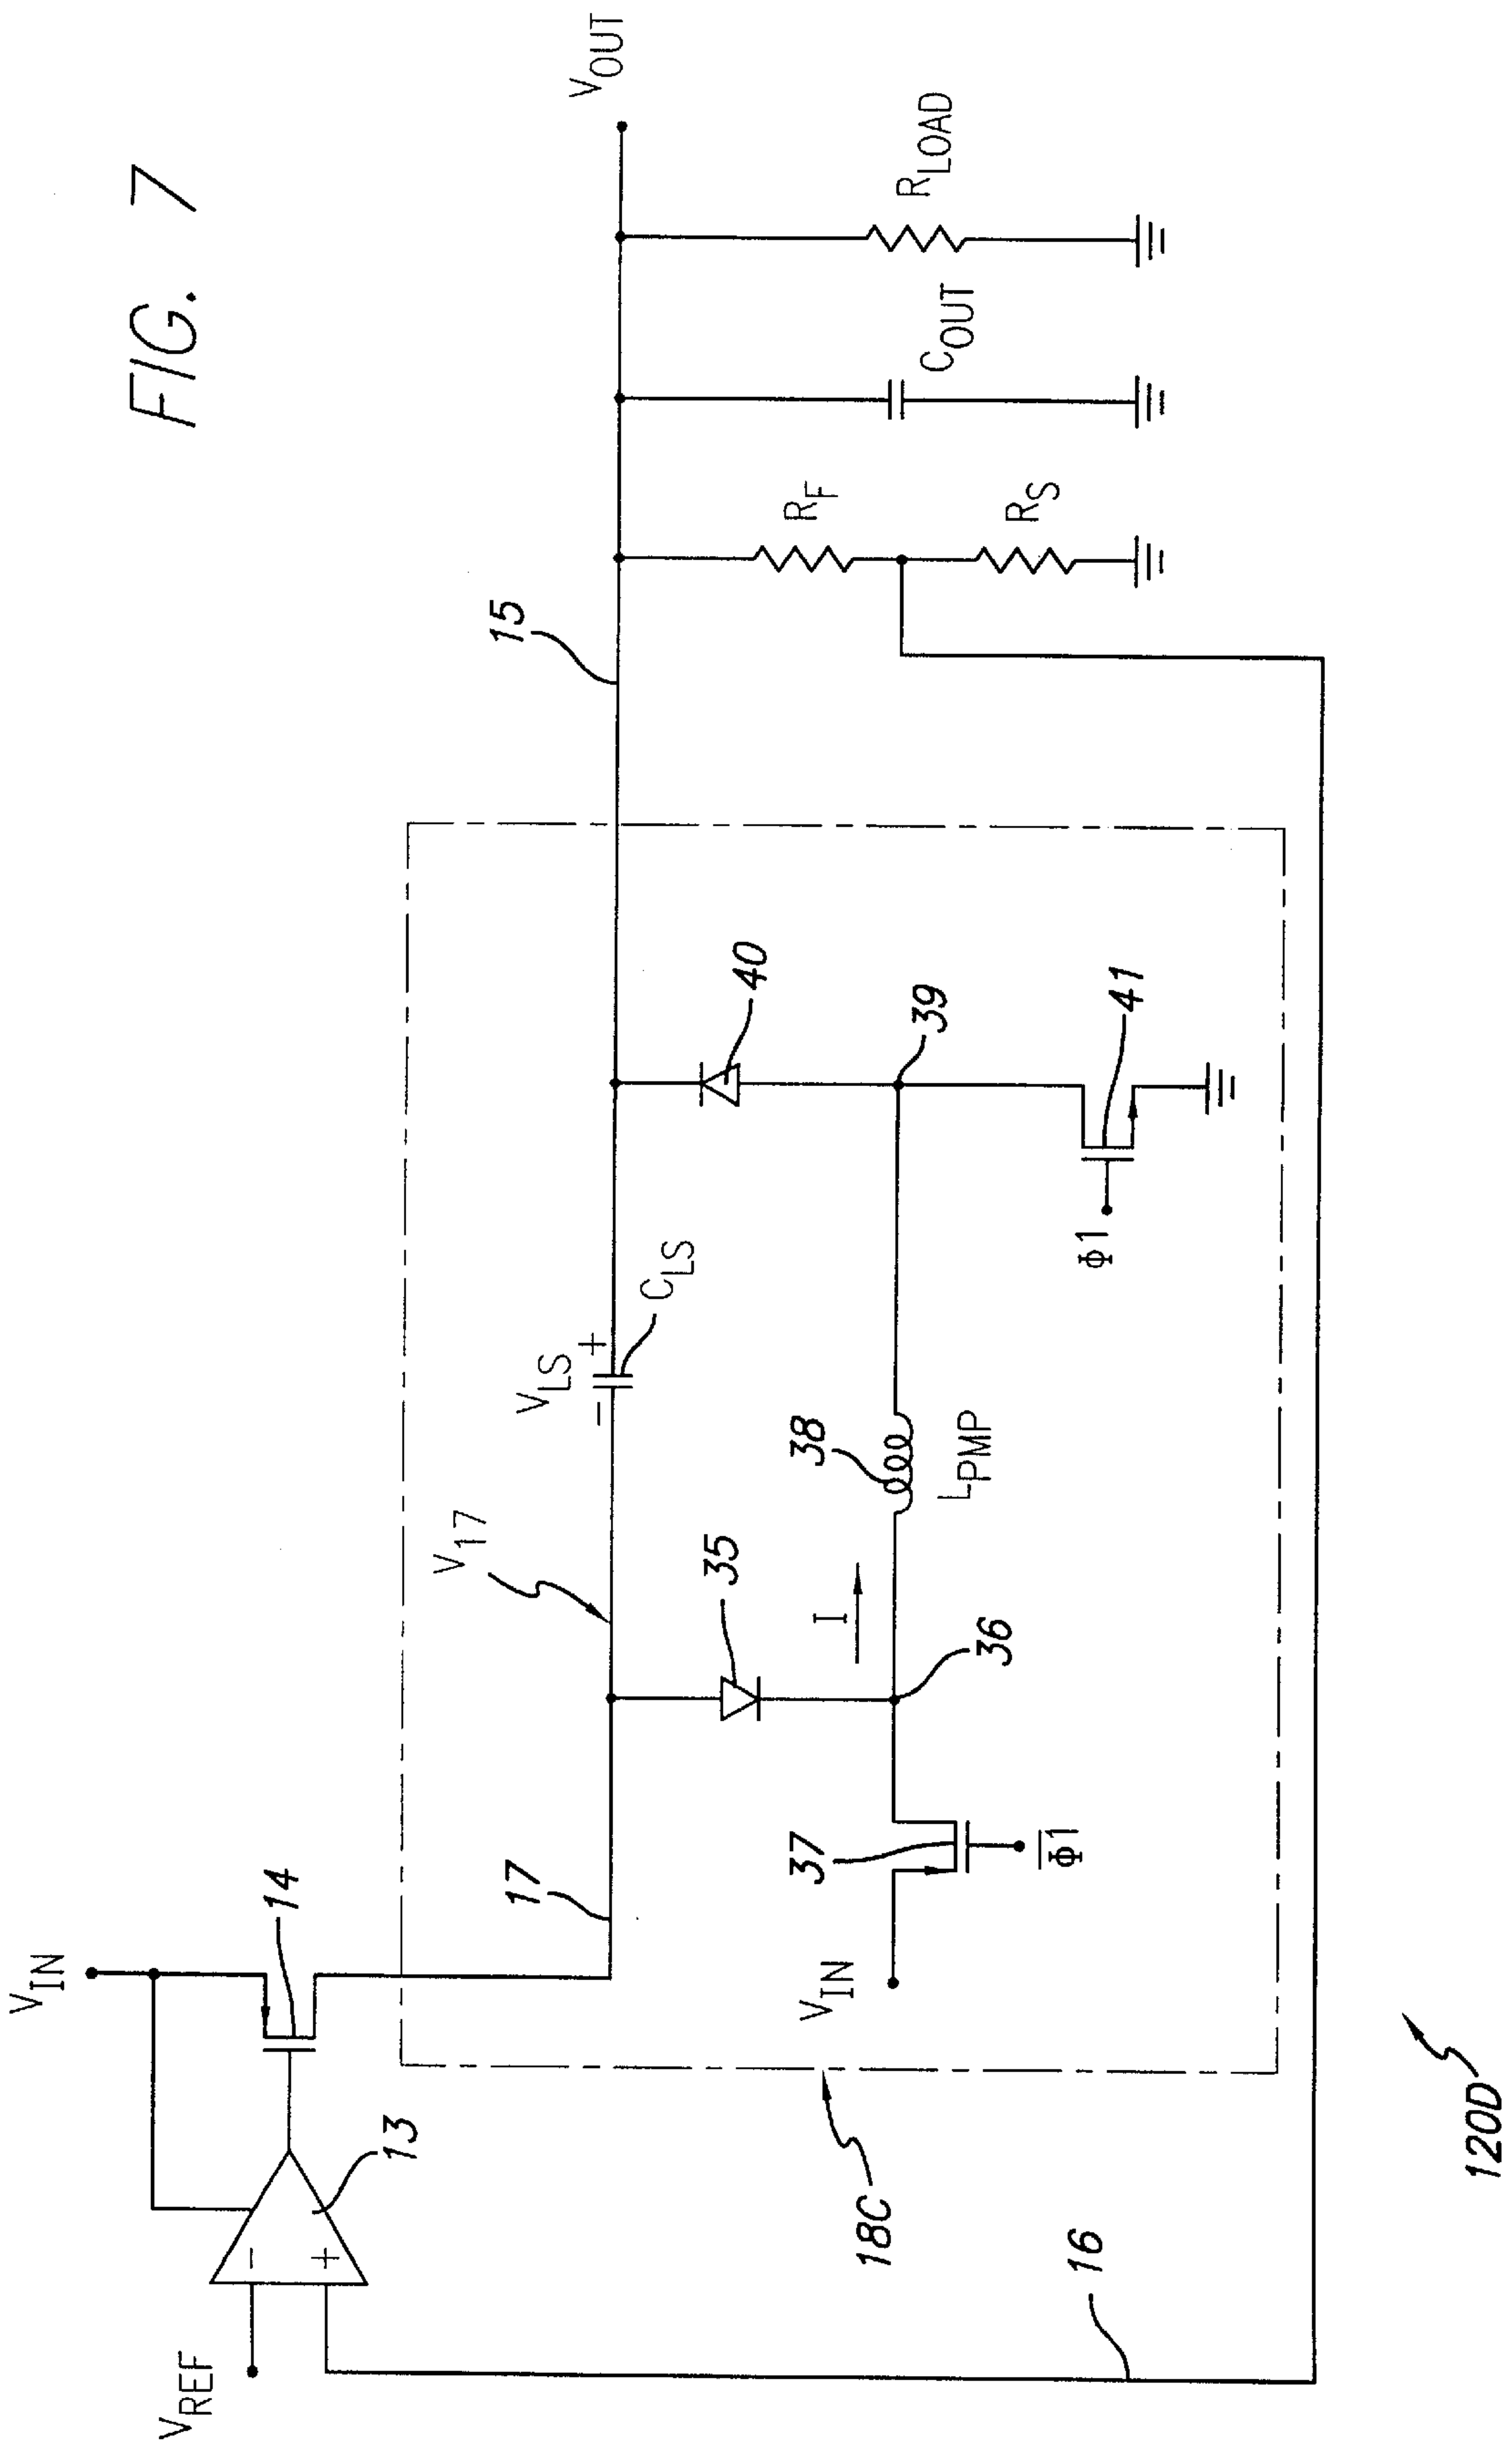 FIG. 7
VIN
VREF
-
+
13
14
17
V17
VLS
- +
CLS
15
VOUT
35
40
36
I
38
LPMP
39
VIN
37
Φ1̅
Φ1
41
RF
RS
COUT
RLOAD
18C
16
120D